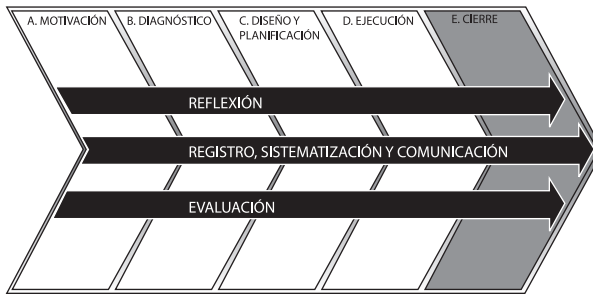 A. MOTIVACIÓN
B. DIAGNÓSTICO
C. DISEÑO Y
PLANIFICACIÓN
D. EJECUCIÓN
E. CIERRE
REFLEXIÓN
REGISTRO, SISTEMATIZACIÓN Y COMUNICACIÓN
EVALUACIÓN